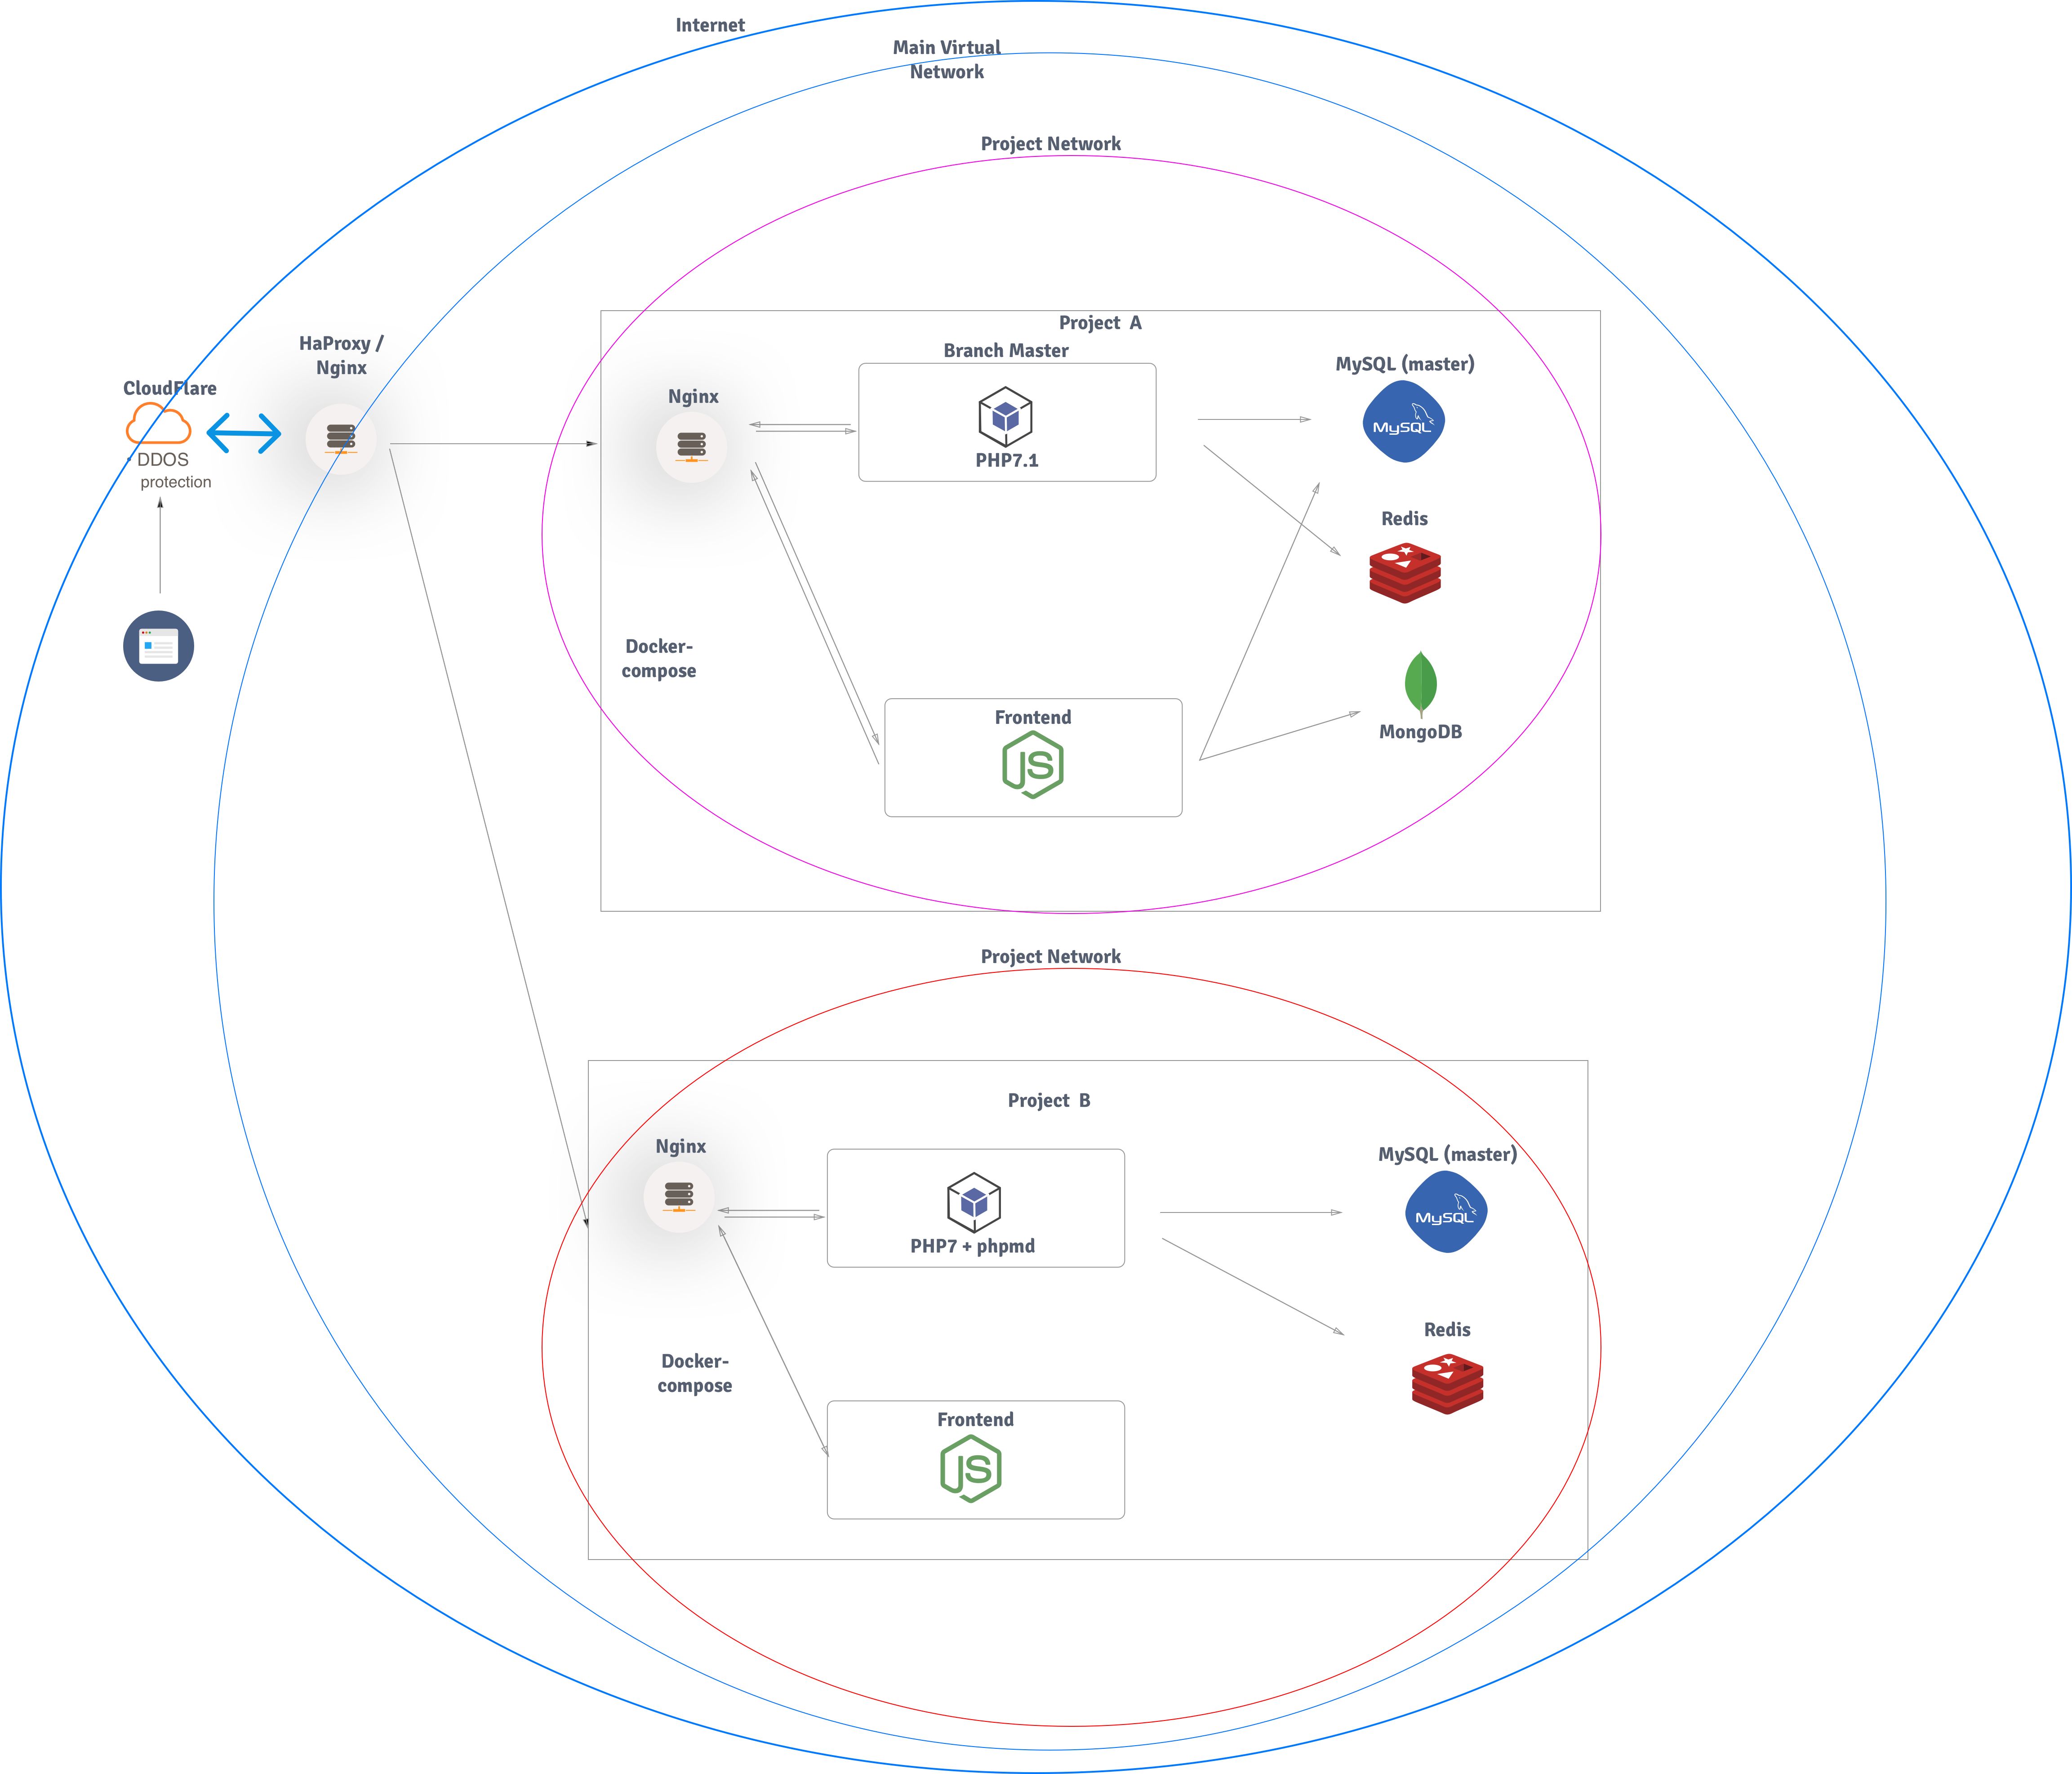 Internet
Main Virtual
Network
Project Network
Project A
HaProxy /
Nginx
CloudFlare
• DDOS
protection
Branch Master
Nginx
PHP7.1
MySQL (master)
MySQL
Redis
Docker-
compose
Frontend
JS
MongoDB
Project Network
Project B
Nginx
PHP7 + phpmd
MySQL (master)
MySQL
Redis
Docker-
compose
Frontend
JS